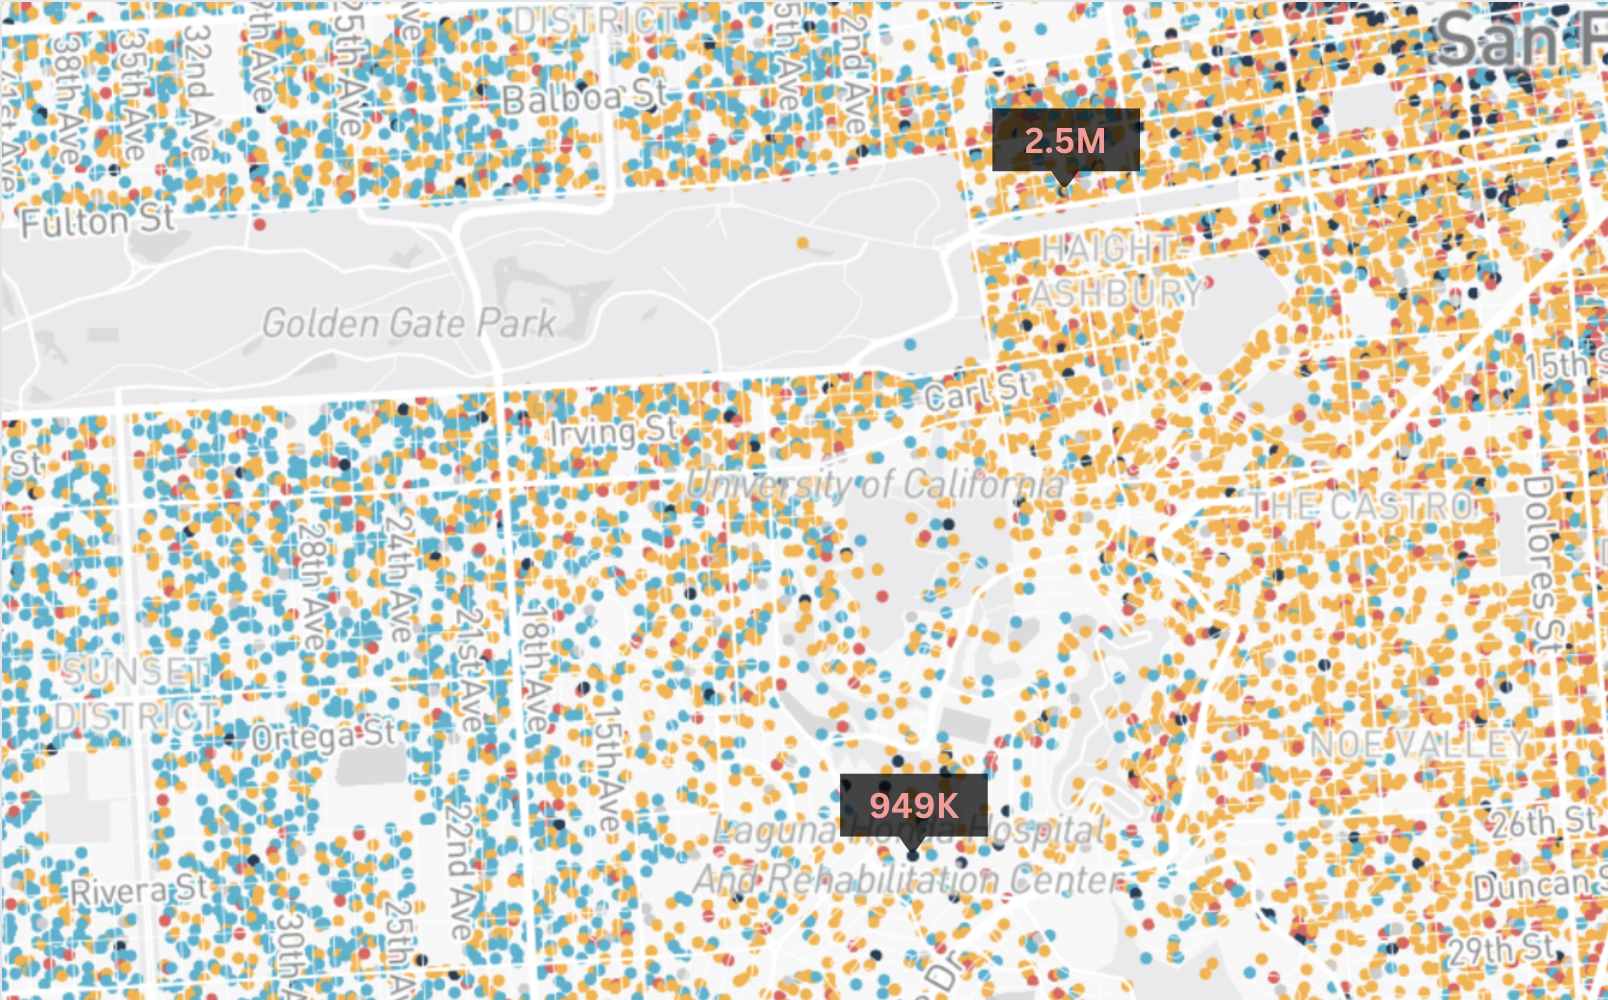 DISTRICT
San F
38th Ave
35th Ave
32nd Ave
25th Ave
Ave
5th Ave
2nd Ave
Balboa St
2.5M
Fulton St
HAIGHT-
ASHBURY
Golden Gate Park
15th S
Carl St
Irving St
St
University of California
THE CASTRO
Dolores St
28th Ave
24th Ave
21st Ave
18th Ave
SUNSET
DISTRICT
Ortega St
15th Ave
NOE VALLEY
949K
Laguna Honda Hospital
And Rehabilitation Center
26th St
22nd Ave
Rivera St
Duncan S
30th A
25th Av
29th St
Dr